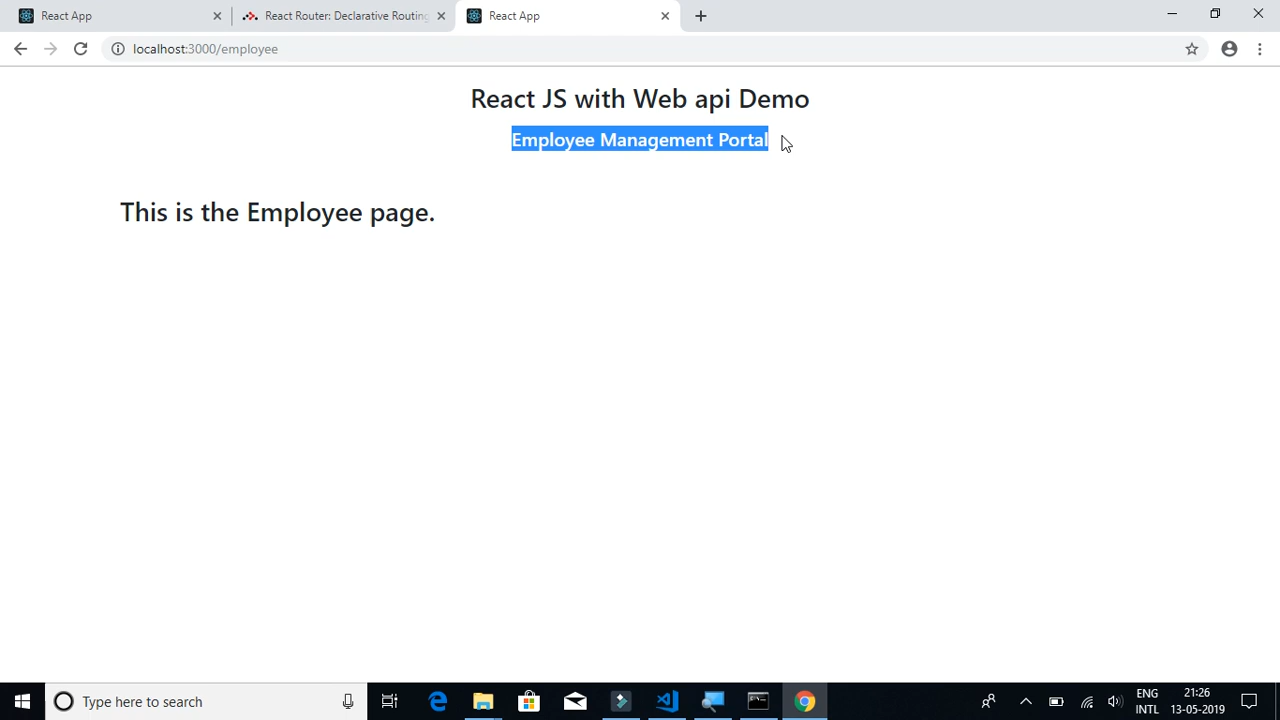 React App
React Router: Declarative Routing
React App
localhost:3000/employee
React JS with Web api Demo
Employee Management Portal
This is the Employee page.
Type here to search
ENG
INTL
21:26
13-05-2019